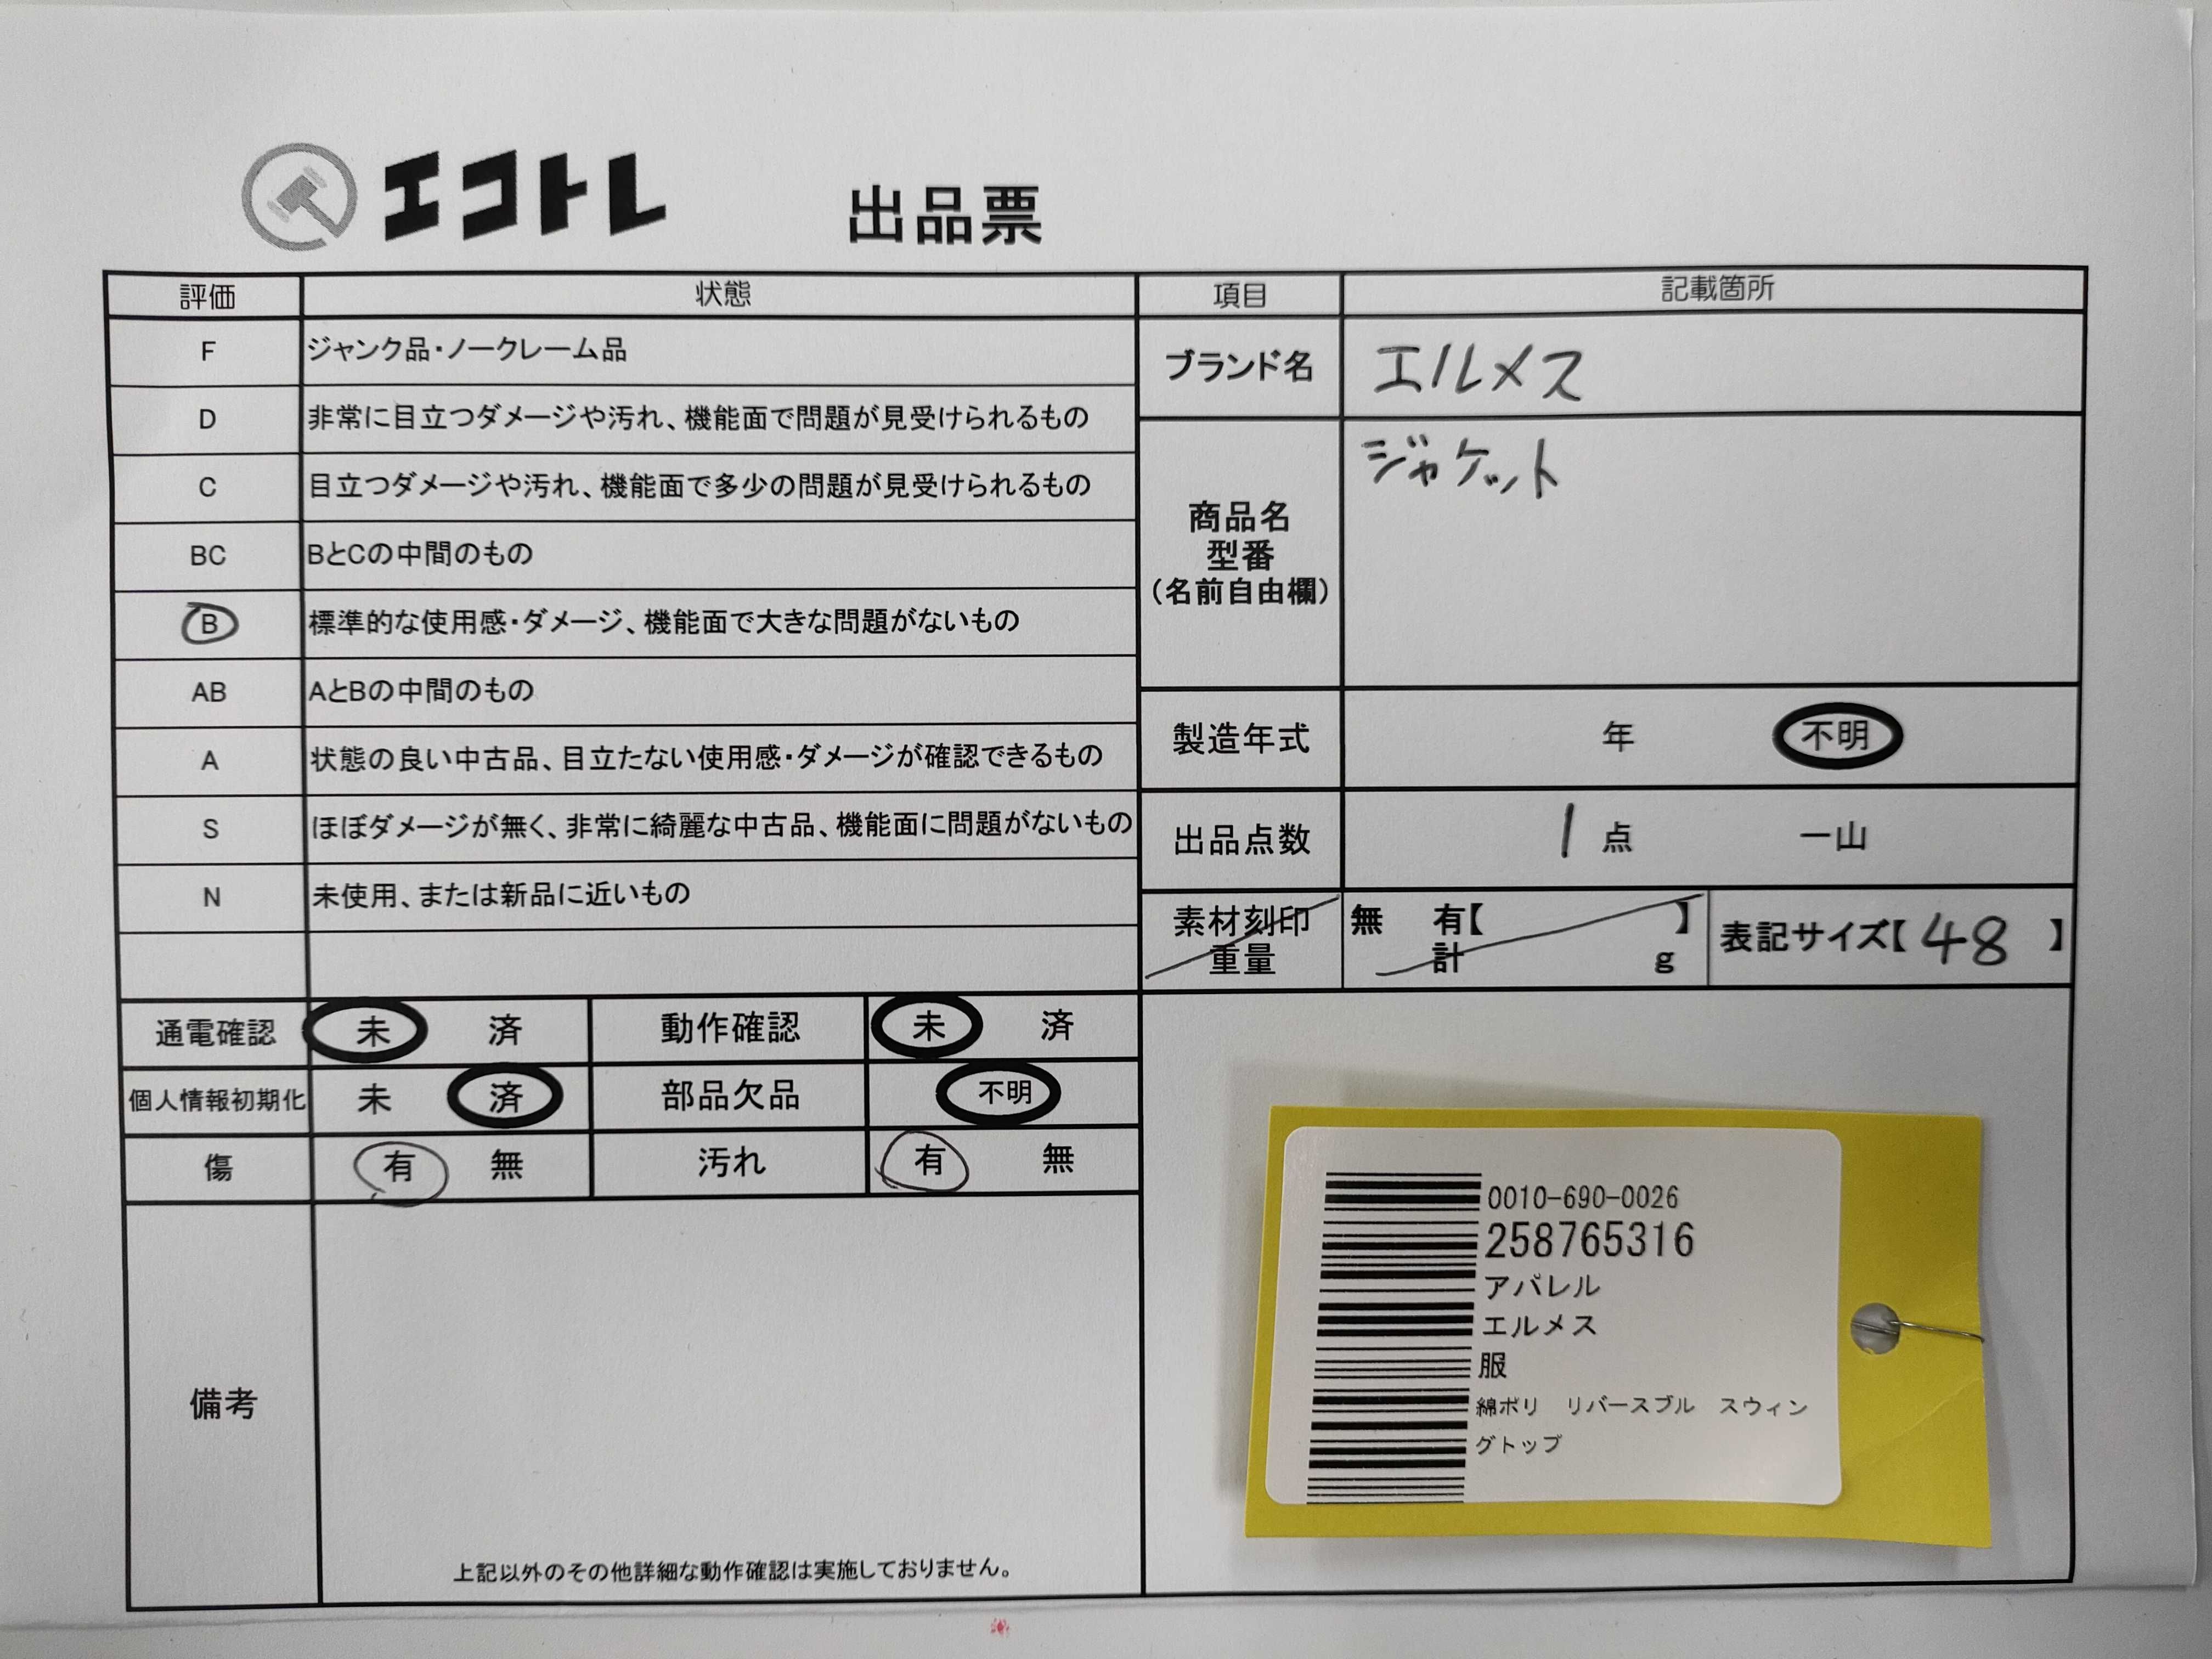 エコトレ 出品票
評価 状態
F ジャンク品・ノークレーム品
D 非常に目立つダメージや汚れ、機能面で問題が見受けられるもの
C 目立つダメージや汚れ、機能面で多少の問題が見受けられるもの
BC BとCの中間のもの
B 標準的な使用感・ダメージ、機能面で大きな問題がないもの
AB AとBの中間のもの
A 状態の良い中古品、目立たない使用感・ダメージが確認できるもの
S ほぼダメージが無く、非常に綺麗な中古品、機能面に問題がないもの
N 未使用、または新品に近いもの
通電確認 未 済 動作確認 未 済
個人情報初期化 未 済 部品欠品 不明
傷 有 無 汚れ 有 無
備考
上記以外のその他詳細な動作確認は実施しておりません。
項目 記載箇所
ブランド名 エルメス
商品名
型番
(名前自由欄)
ジャケット
製造年式 年 不明
出品点数 1 点 一山
素材刻印 無 有【 】
重量 計 g
表記サイズ【48】
0010-690-0026
258765316
アパレル
エルメス
服
綿ポリ リバースブル スウィン
グトップ